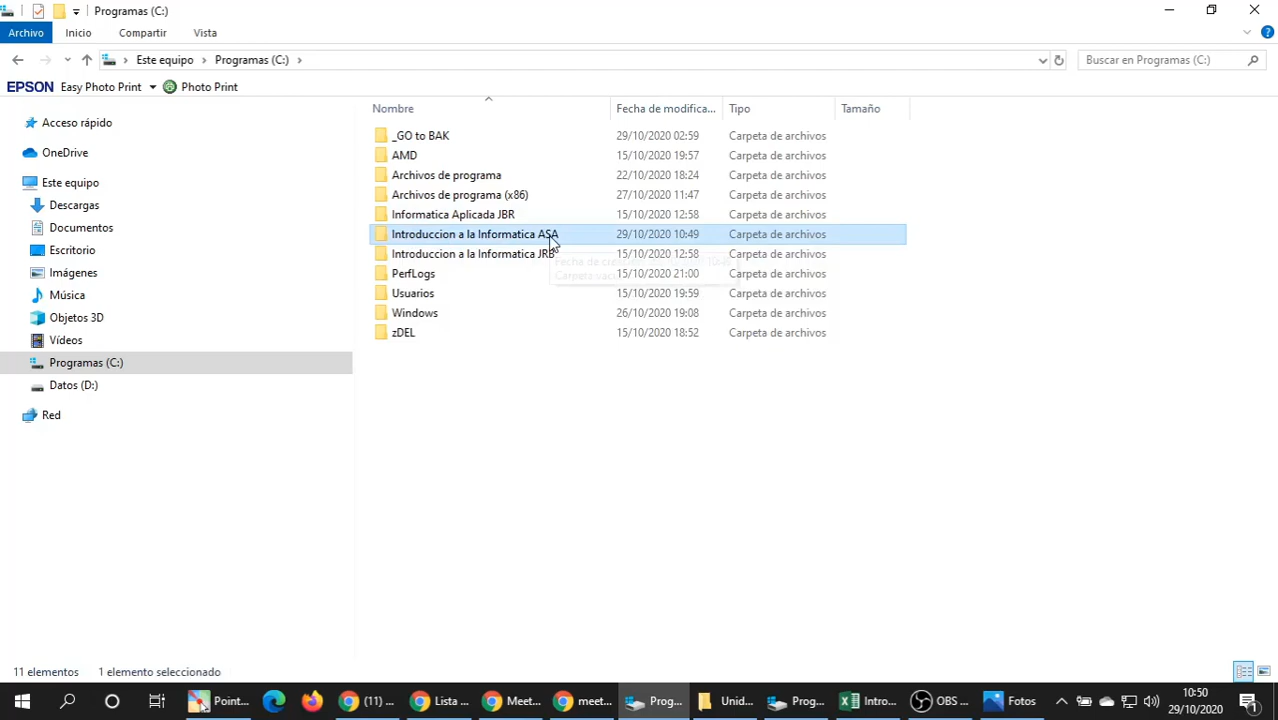 Programas (C:)
Archivo Inicio Compartir Vista
Este equipo Programas (C:) Buscar en Programas (C:)
EPSON Easy Photo Print Photo Print
Acceso rápido
OneDrive
Este equipo
Descargas
Documentos
Escritorio
Imágenes
Música
Objetos 3D
Vídeos
Programas (C:)
Datos (D:)
Red
Nombre Fecha de modifica... Tipo Tamaño
_GO to BAK 29/10/2020 02:59 Carpeta de archivos
AMD 15/10/2020 19:57 Carpeta de archivos
Archivos de programa 22/10/2020 18:24 Carpeta de archivos
Archivos de programa (x86) 27/10/2020 11:47 Carpeta de archivos
Informatica Aplicada JBR 15/10/2020 12:58 Carpeta de archivos
Introduccion a la Informatica ASA 29/10/2020 10:49 Carpeta de archivos
Introduccion a la Informatica JRB 15/10/2020 12:58 Carpeta de archivos
PerfLogs 15/10/2020 21:00 Carpeta de archivos
Usuarios 15/10/2020 19:59 Carpeta de archivos
Windows 26/10/2020 19:08 Carpeta de archivos
zDEL 15/10/2020 18:52 Carpeta de archivos
11 elementos 1 elemento seleccionado
Point... (11) ... Lista ... Meet... meet... Prog... Unid... Prog... Intro... OBS ... Fotos 10:50
29/10/2020 1